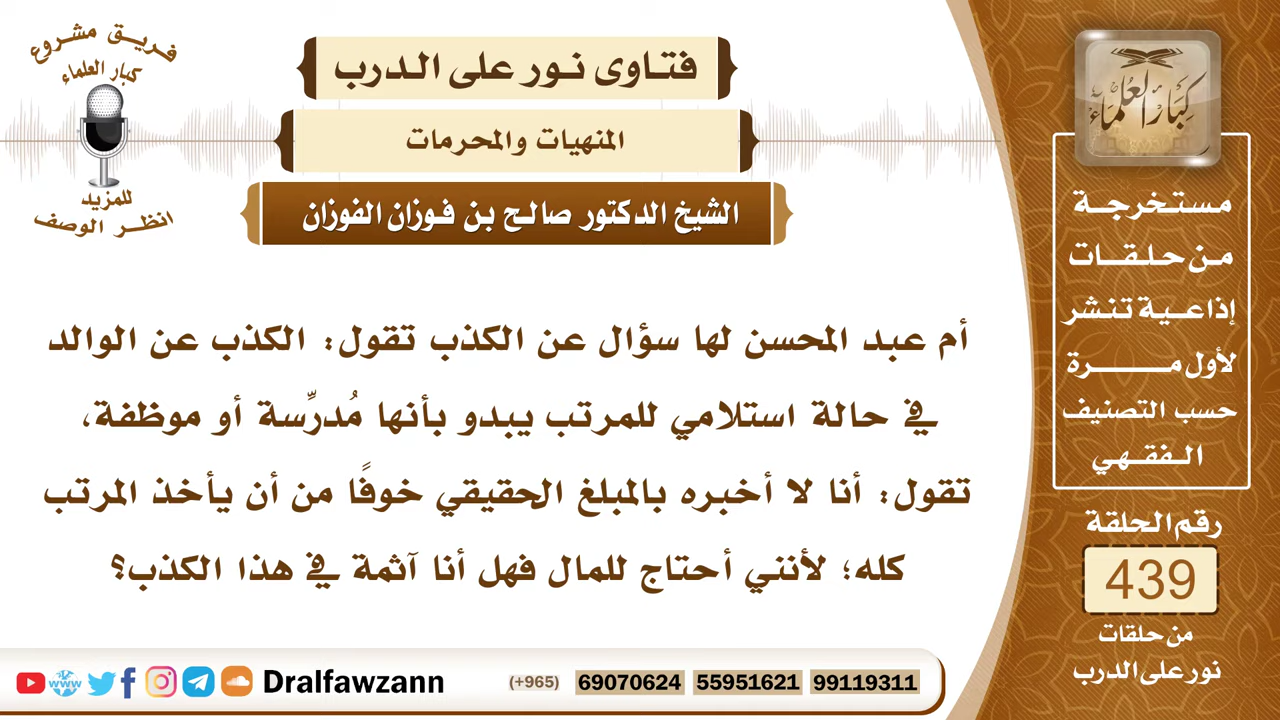 فريق مشروع
كبار العلماء
للمزيد
انظر الوصف
فتاوى نور على الدرب
المنهيات والمحرمات
الشيخ الدكتور صالح بن فوزان الفوزان
أم عبد المحسن لها سؤال عن الكذب تقول: الكذب عن الوالد
في حالة استلامي للمرتب يبدو بأنها مُدرِّسة أو موظفة،
تقول: أنا لا أخبره بالمبلغ الحقيقي خوفًا من أن يأخذ المرتب
كله؛ لأنني أحتاج للمال فهل أنا آثمة في هذا الكذب؟
كبار العلماء
مستخرجة
من حلقات
إذاعية تنشر
لأول مرة
حسب التصنيف
الفقهي
رقم الحلقة
439
من حلقات
نور على الدرب
www Dralfawzann (+965) 69070624 55951621 99119311